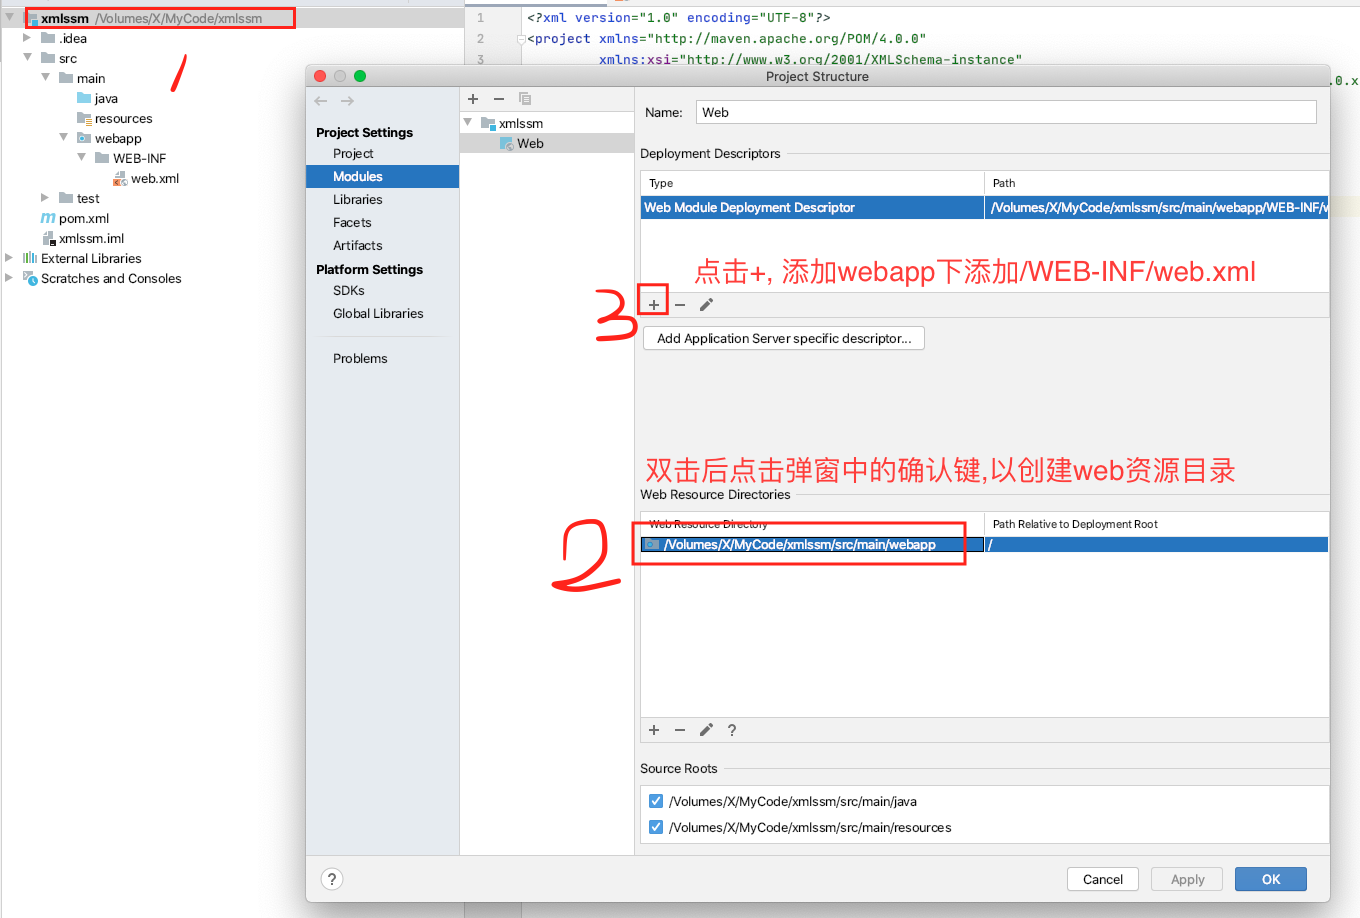 xmlssm /Volumes/X/MyCode/xmlssm
.idea
src
main
java
resources
webapp
WEB-INF
web.xml
test
pom.xml
xmlssm.iml
External Libraries
Scratches and Consoles
1
1 <?xml version="1.0" encoding="UTF-8"?>
2 <project xmlns="http://maven.apache.org/POM/4.0.0"
3 xmlns:xsi="http://www.w3.org/2001/XMLSchema-instance"
.0.x
Project Structure
Project Settings
Project
Modules
Libraries
Facets
Artifacts
Platform Settings
SDKs
Global Libraries
Problems
xmlssm
Web
Name: Web
Deployment Descriptors
Type Path
Web Module Deployment Descriptor /Volumes/X/MyCode/xmlssm/src/main/webapp/WEB-INF/w
点击+, 添加webapp下添加/WEB-INF/web.xml
3
Add Application Server specific descriptor...
双击后点击弹窗中的确认键,以创建web资源目录
Web Resource Directories
2
Web Resource Directory Path Relative to Deployment Root
/Volumes/X/MyCode/xmlssm/src/main/webapp /
?
Source Roots
/Volumes/X/MyCode/xmlssm/src/main/java
/Volumes/X/MyCode/xmlssm/src/main/resources
? Cancel Apply OK